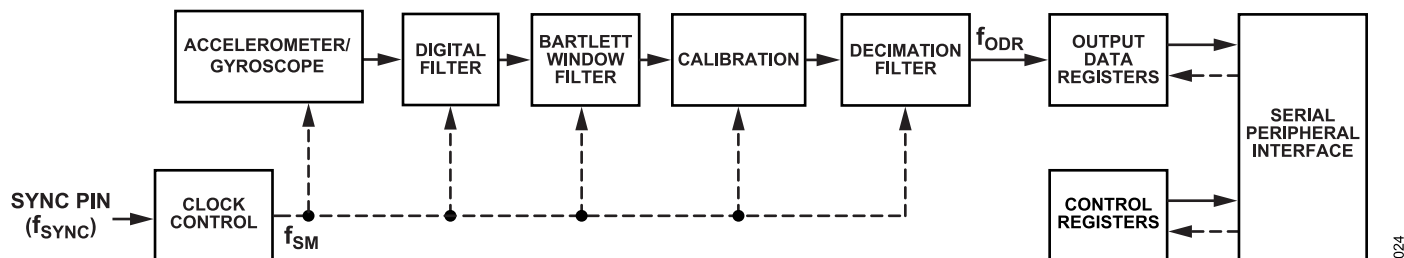 ACCELEROMETER/
GYROSCOPE
DIGITAL
FILTER
BARTLETT
WINDOW
FILTER
CALIBRATION
DECIMATION
FILTER
fODR
OUTPUT
DATA
REGISTERS
SERIAL
PERIPHERAL
INTERFACE
SYNC PIN
(fSYNC)
CLOCK
CONTROL
fSM
CONTROL
REGISTERS
024